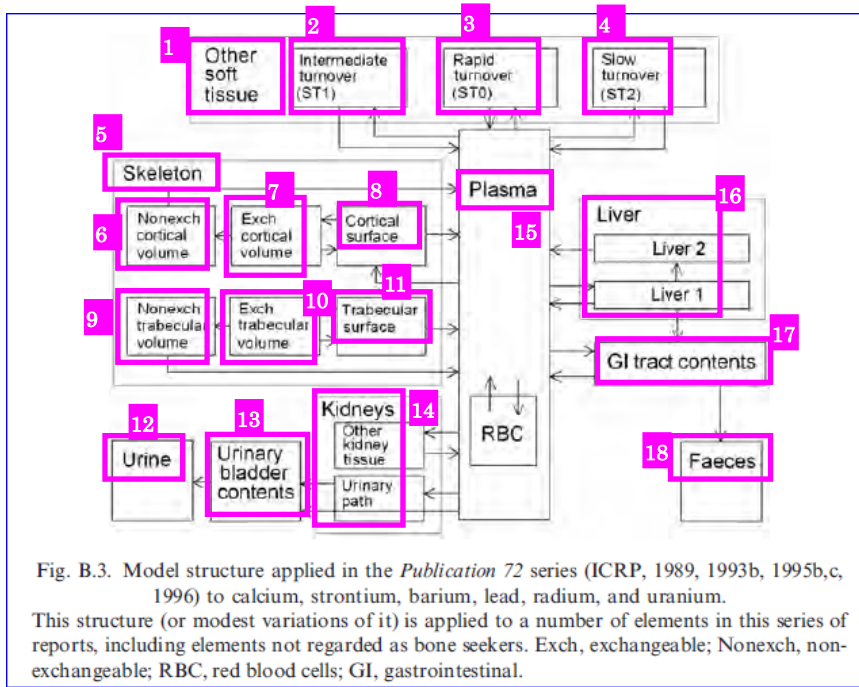 1
2
3
4
Other
soft
tissue
Intermediate
turnover
(ST1)
Rapid
turnover
(ST0)
Slow
turnover
(ST2)
5
Skeleton
6
Nonexch
cortical
volume
7
Exch
cortical
volume
8
Cortical
surface
9
Nonexch
trabecular
volume
10
Exch
trabecular
volume
11
Trabecular
surface
Plasma
15
RBC
16
Liver
Liver 2
Liver 1
17
GI tract contents
18
Faeces
12
Urine
13
Urinary
bladder
contents
14
Kidneys
Other
kidney
tissue
Urinary
path
Fig. B.3. Model structure applied in the Publication 72 series (ICRP, 1989, 1993b, 1995b,c,
1996) to calcium, strontium, barium, lead, radium, and uranium.
This structure (or modest variations of it) is applied to a number of elements in this series of
reports, including elements not regarded as bone seekers. Exch, exchangeable; Nonexch, non-
exchangeable; RBC, red blood cells; GI, gastrointestinal.